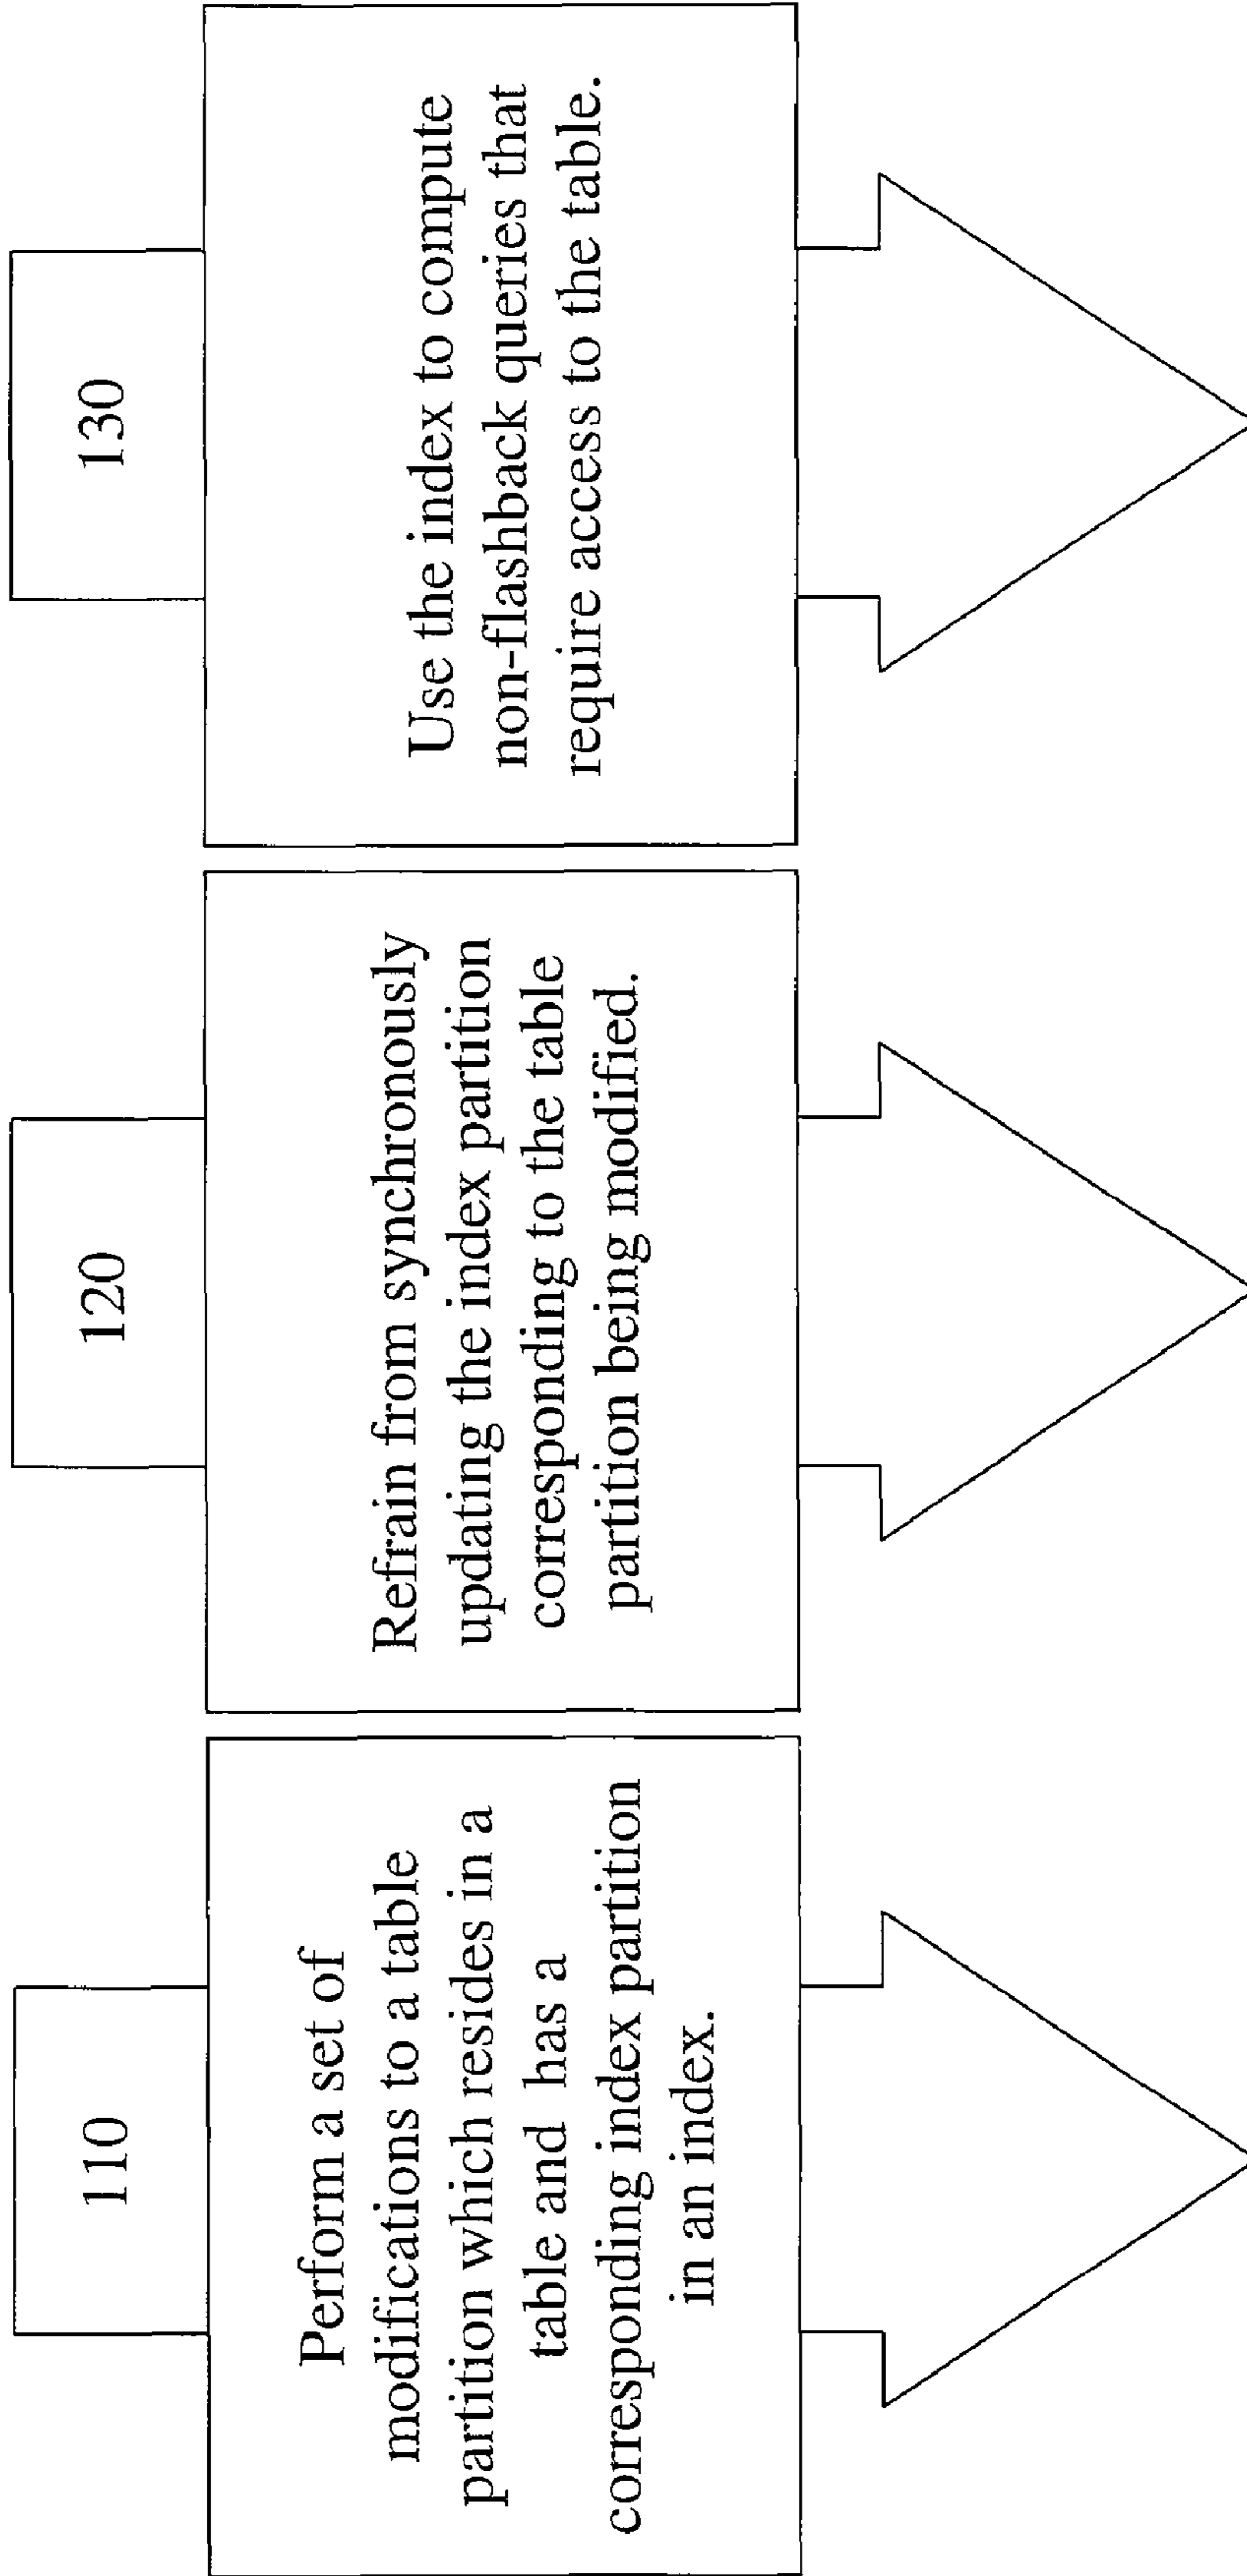 110
Perform a set of
modifications to a table
partition which resides in a
table and has a
corresponding index partition
in an index.
120
Refrain from synchronously
updating the index partition
corresponding to the table
partition being modified.
130
Use the index to compute
non-flashback queries that
require access to the table.